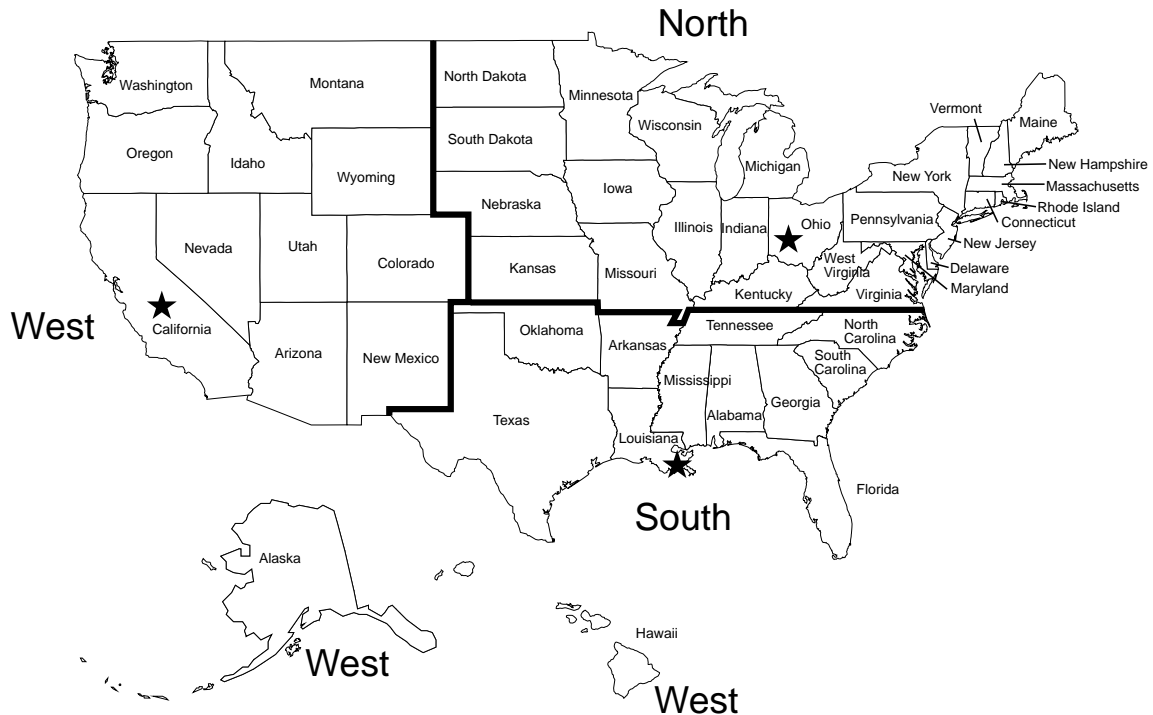 North
Washington
Montana
North Dakota
Minnesota
Vermont
Maine
Oregon
Idaho
Wyoming
South Dakota
Wisconsin
Michigan
New York
New Hampshire
Massachusetts
Rhode Island
Connecticut
Nebraska
Iowa
Illinois
Indiana
Ohio
Pennsylvania
New Jersey
Nevada
Utah
Colorado
Kansas
Missouri
West
Virginia
Delaware
Maryland
Kentucky
Virginia
West
California
Arizona
New Mexico
Oklahoma
Arkansas
Tennessee
North
Carolina
South
Carolina
Mississippi
Alabama
Georgia
Texas
Louisiana
Florida
South
Alaska
Hawaii
West
West